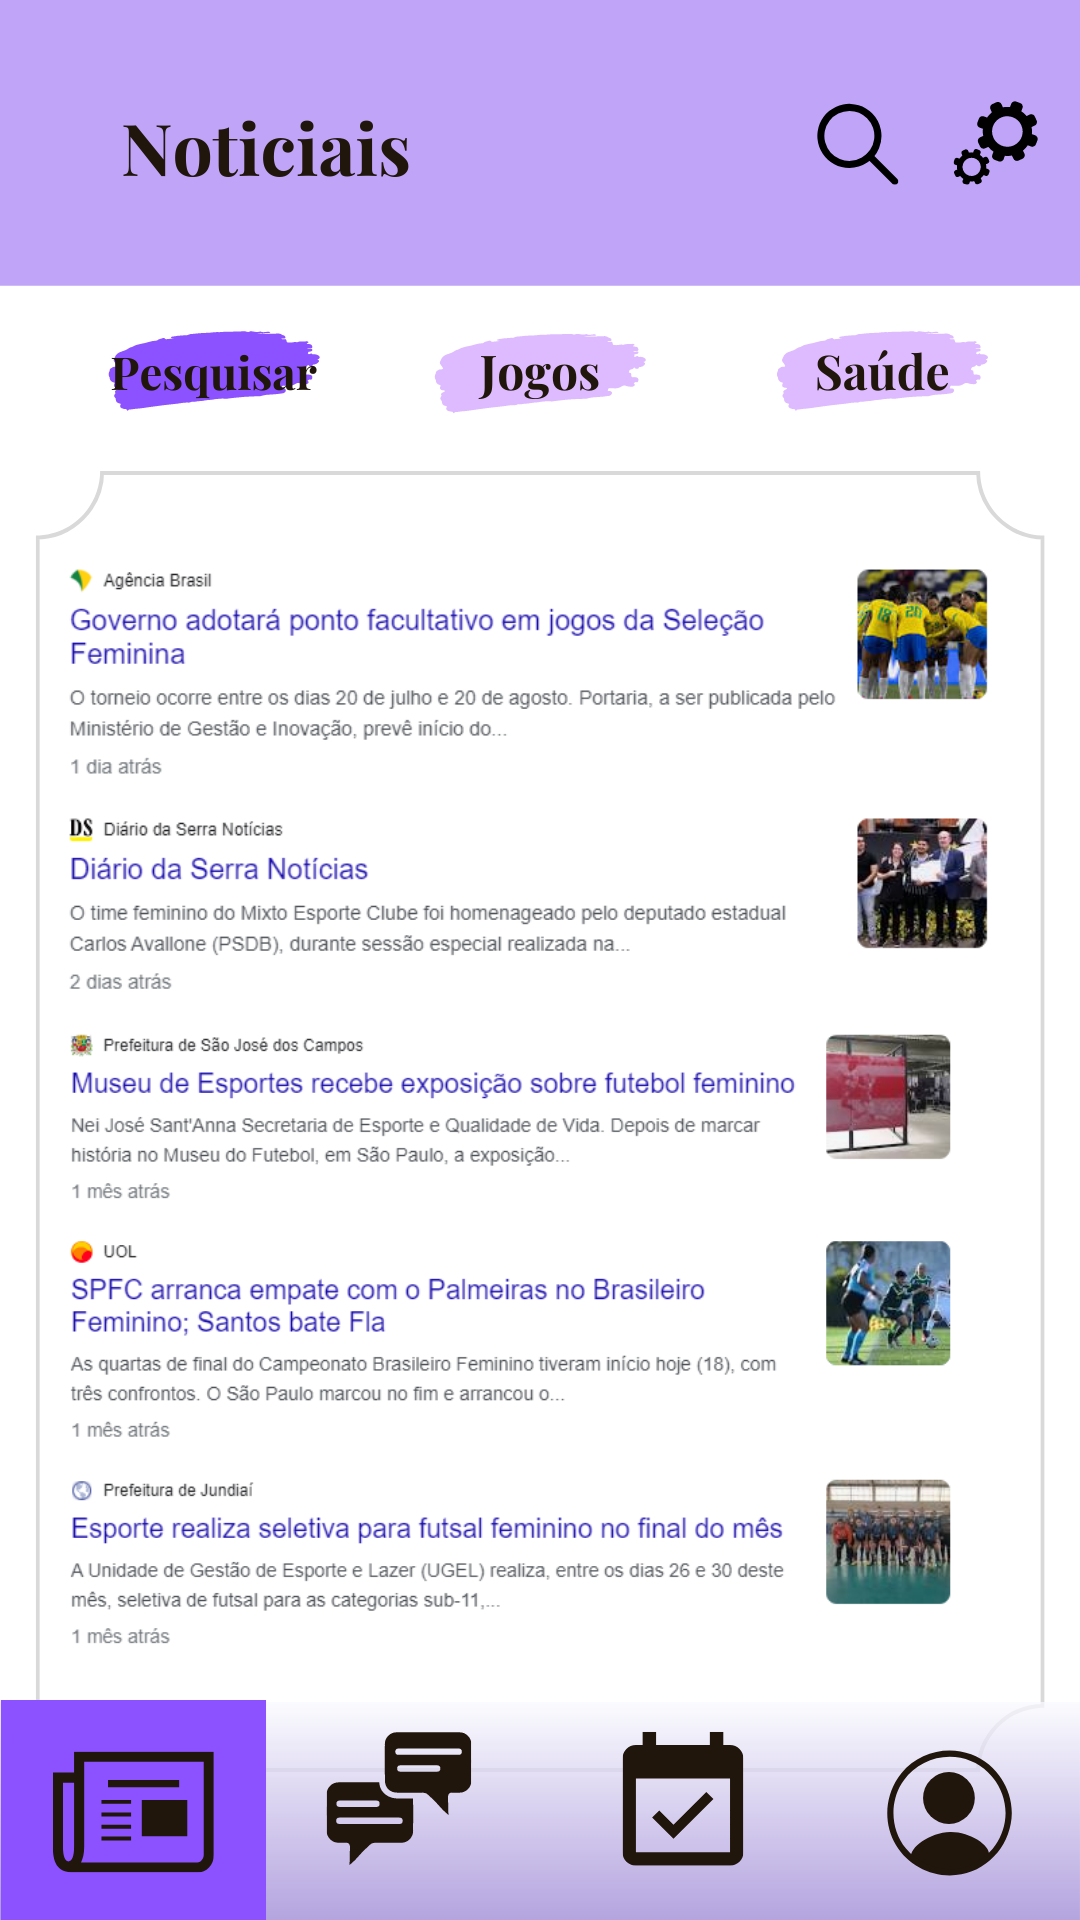 Noticiais
Pesquisar
Jogos
Saúde
Agência Brasil
Governo adotará ponto facultativo em jogos da Seleção
Feminina
O torneio ocorre entre os dias 20 de julho e 20 de agosto. Portaria, a ser publicada pelo
Ministério de Gestão e Inovação, prevê início do...
1 dia atrás
DS Diário da Serra Notícias
Diário da Serra Notícias
O time feminino do Mixto Esporte Clube foi homenageado pelo deputado estadual
Carlos Avallone (PSDB), durante sessão especial realizada na...
2 dias atrás
Prefeitura de São José dos Campos
Museu de Esportes recebe exposição sobre futebol feminino
Nei José Sant'Anna Secretaria de Esporte e Qualidade de Vida. Depois de marcar
história no Museu do Futebol, em São Paulo, a exposição...
1 mês atrás
UOL
SPFC arranca empate com o Palmeiras no Brasileiro
Feminino; Santos bate Fla
As quartas de final do Campeonato Brasileiro Feminino tiveram início hoje (18), com
três confrontos. O São Paulo marcou no fim e arrancou o...
1 mês atrás
Prefeitura de Jundiaí
Esporte realiza seletiva para futsal feminino no final do mês
A Unidade de Gestão de Esporte e Lazer (UGEL) realiza, entre os dias 26 e 30 deste
mês, seletiva de futsal para as categorias sub-11,...
1 mês atrás